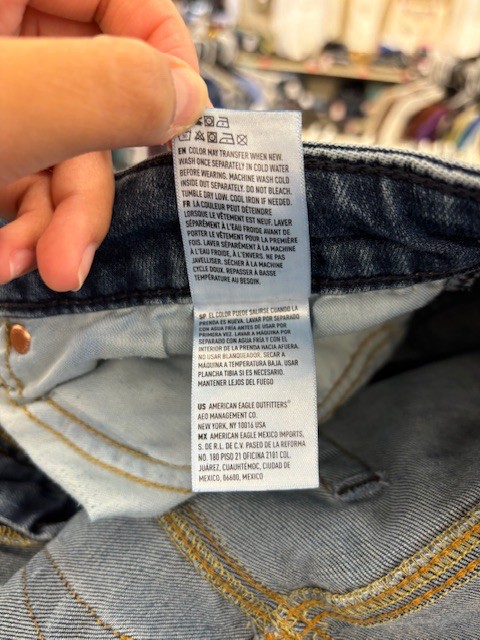 EN COLOR MAY TRANSFER WHEN NEW.
WASH ONCE SEPARATELY IN COLD WATER
BEFORE WEARING. MACHINE WASH COLD
INSIDE OUT SEPARATELY. DO NOT BLEACH.
TUMBLE DRY LOW. COOL IRON IF NEEDED.
FR LA COULEUR PEUT DÉTEINDRE
LORSQUE LE VÊTEMENT EST NEUF. LAVER
SÉPARÉMENT À L'EAU FROIDE AVANT DE
PORTER LE VÊTEMENT POUR LA PREMIÈRE
FOIS. LAVER SÉPARÉMENT À LA MACHINE
À L'EAU FROIDE, À L'ENVERS. NE PAS
JAVELLISER. SÉCHER À LA MACHINE
CYCLE DOUX. REPASSER À BASSE
TEMPÉRATURE AU BESOIN.
SP EL COLOR PUEDE SALIRSE CUANDO LA
PRENDA ES NUEVA. LAVAR POR SEPARADO
CON AGUA FRÍA ANTES DE USAR POR
PRIMERA VEZ. LAVAR A MÁQUINA POR
SEPARADO CON AGUA FRÍA Y CON EL
INTERIOR DE LA PRENDA HACIA AFUERA.
NO USAR BLANQUEADOR. SECAR A
MÁQUINA A TEMPERATURA BAJA. USAR
PLANCHA TIBIA SI ES NECESARIO.
MANTENER LEJOS DEL FUEGO
US AMERICAN EAGLE OUTFITTERS®
AEO MANAGEMENT CO.
NEW YORK, NY 10016 USA
MX AMERICAN EAGLE MEXICO IMPORTS,
S. DE R.L. DE C.V. PASEO DE LA REFORMA
NO. 180 PISO 21 OFICINA 2101 COL.
JUÁREZ, CUAUHTÉMOC, CIUDAD DE
MEXICO, 06600, MEXICO